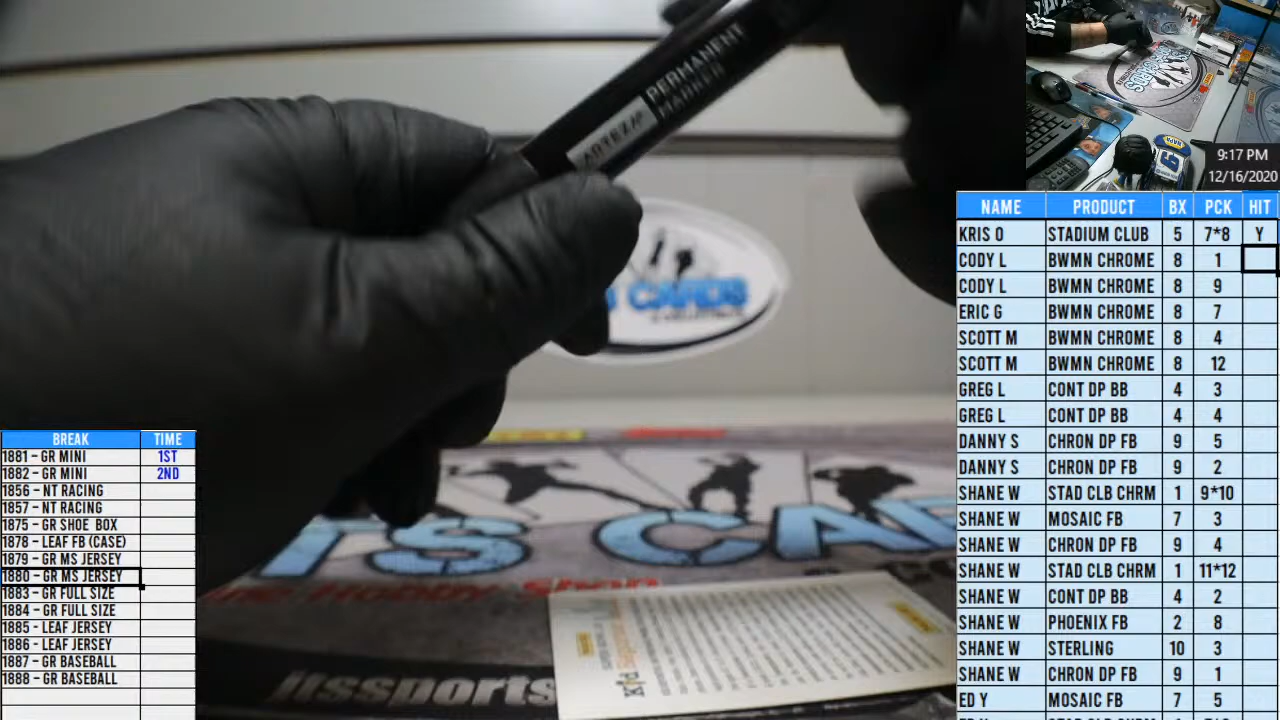 PERMANENT
MARKER
ARTEZA
9:17 PM
12/16/2020
S CARDS
TS CAR
itssports
NAME PRODUCT BX PCK HIT
KRIS O STADIUM CLUB 5 7*8 Y
CODY L BWMN CHROME 8 1
CODY L BWMN CHROME 8 9
ERIC G BWMN CHROME 8 7
SCOTT M BWMN CHROME 8 4
SCOTT M BWMN CHROME 8 12
GREG L CONT DP BB 4 3
GREG L CONT DP BB 4 4
DANNY S CHRON DP FB 9 5
DANNY S CHRON DP FB 9 2
SHANE W STAD CLB CHRM 1 9*10
SHANE W MOSAIC FB 7 3
SHANE W CHRON DP FB 9 4
SHANE W STAD CLB CHRM 1 11*12
SHANE W CONT DP BB 4 2
SHANE W PHOENIX FB 2 8
SHANE W STERLING 10 3
SHANE W CHRON DP FB 9 1
ED Y MOSAIC FB 7 5
BREAK TIME
1881 - GR MINI 1ST
1882 - GR MINI 2ND
1856 - NT RACING
1857 - NT RACING
1875 - GR SHOE BOX
1878 - LEAF FB (CASE)
1879 - GR MS JERSEY
1880 - GR MS JERSEY
1883 - GR FULL SIZE
1884 - GR FULL SIZE
1885 - LEAF JERSEY
1886 - LEAF JERSEY
1887 - GR BASEBALL
1888 - GR BASEBALL